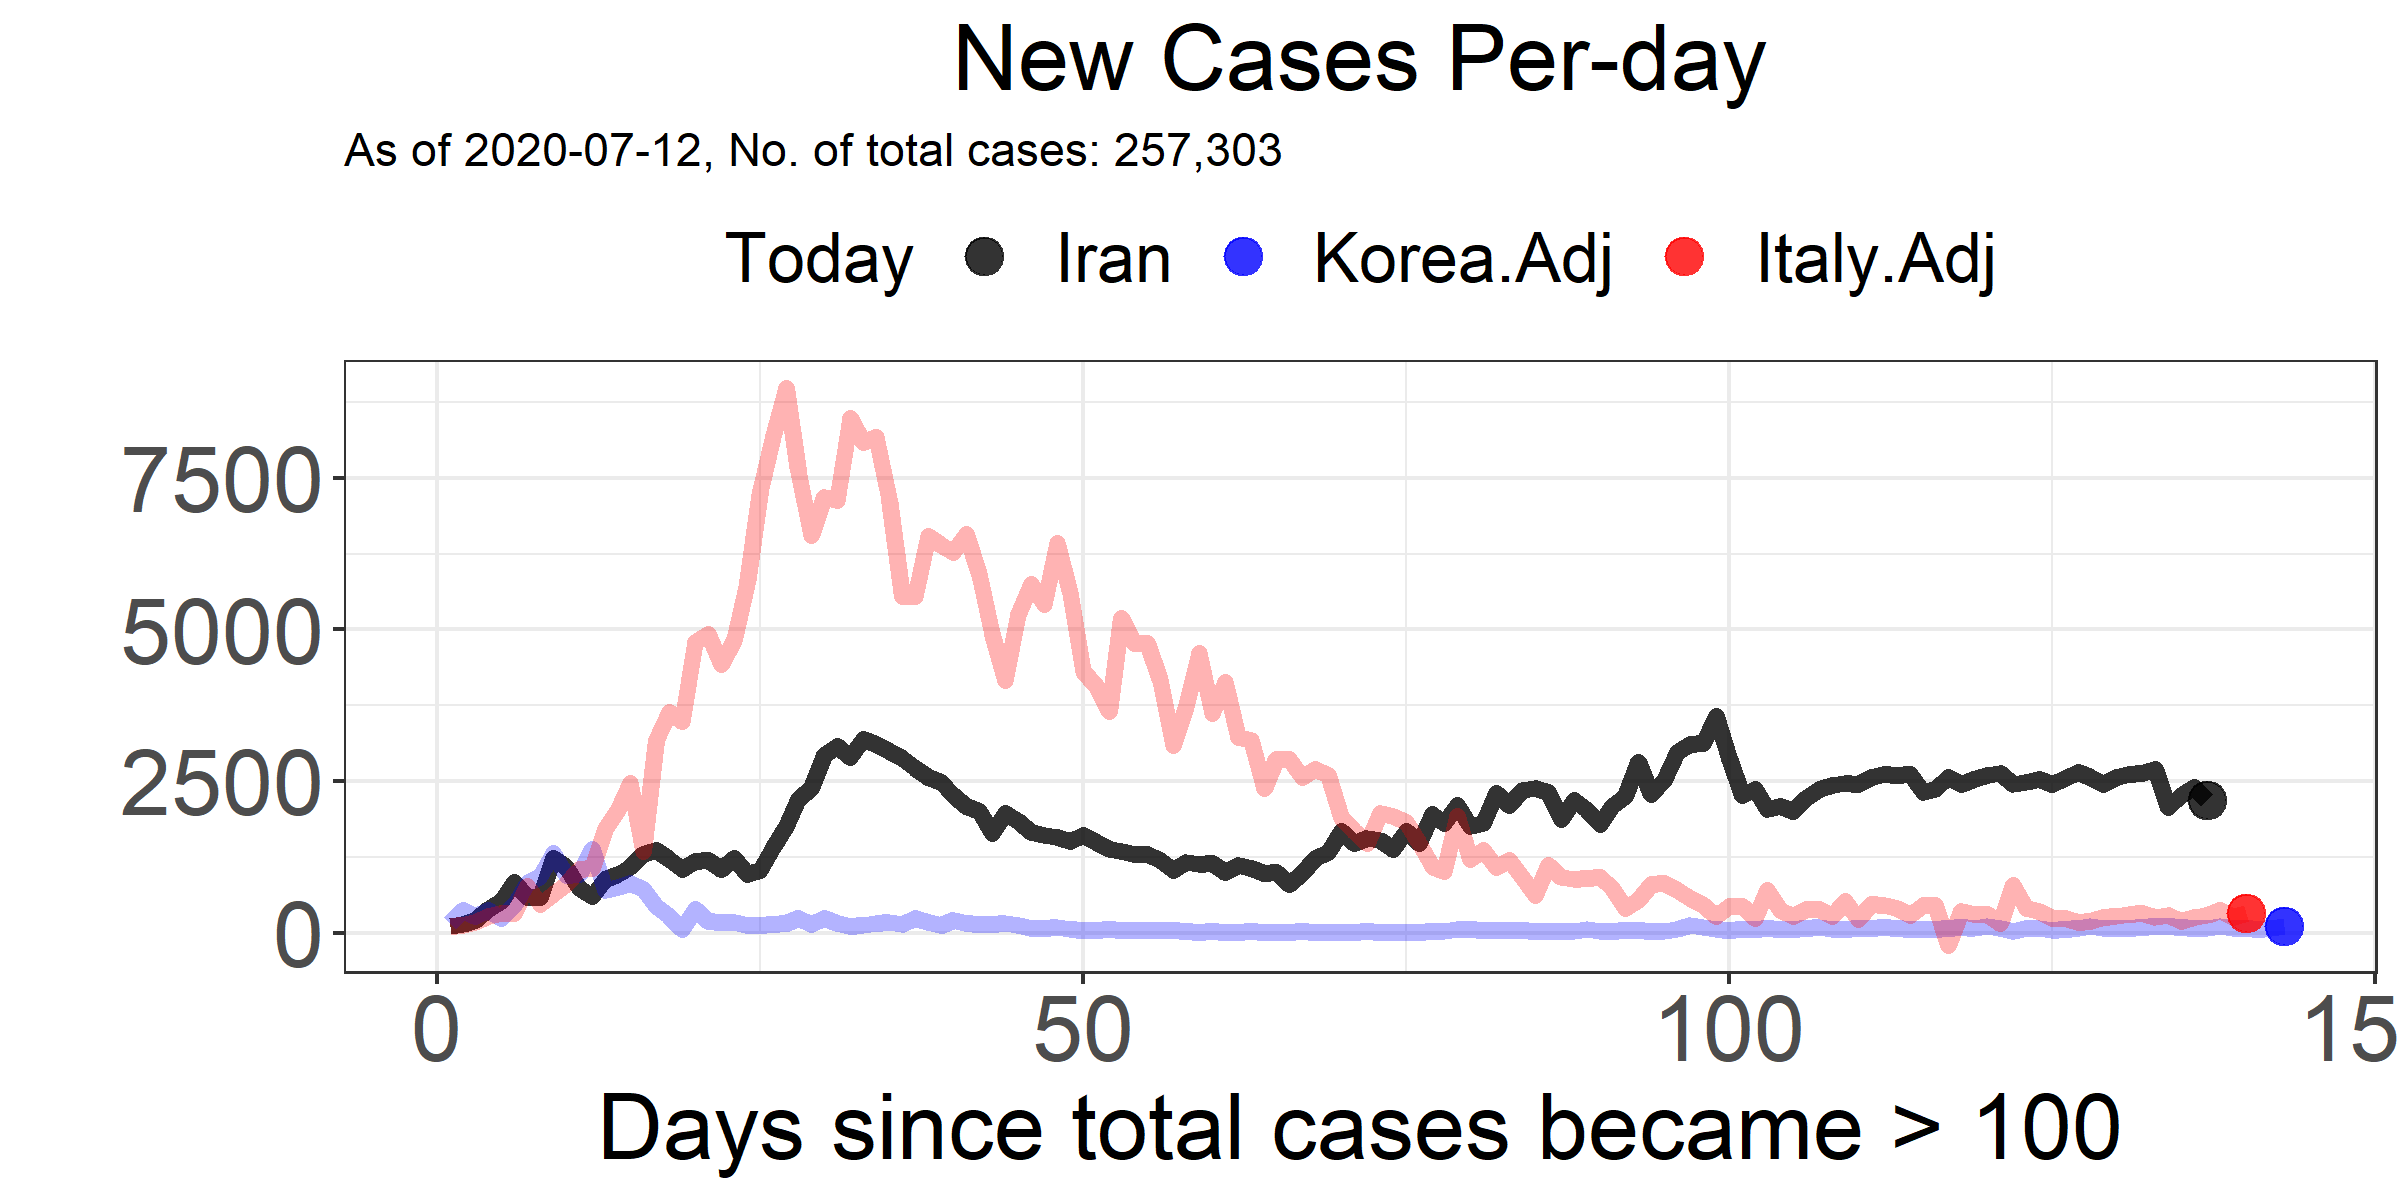 New Cases Per-day
As of 2020-07-12, No. of total cases: 257,303
Today Iran Korea.Adj Italy.Adj
7500
5000
2500
0
0 50 100 15
Days since total cases became > 100